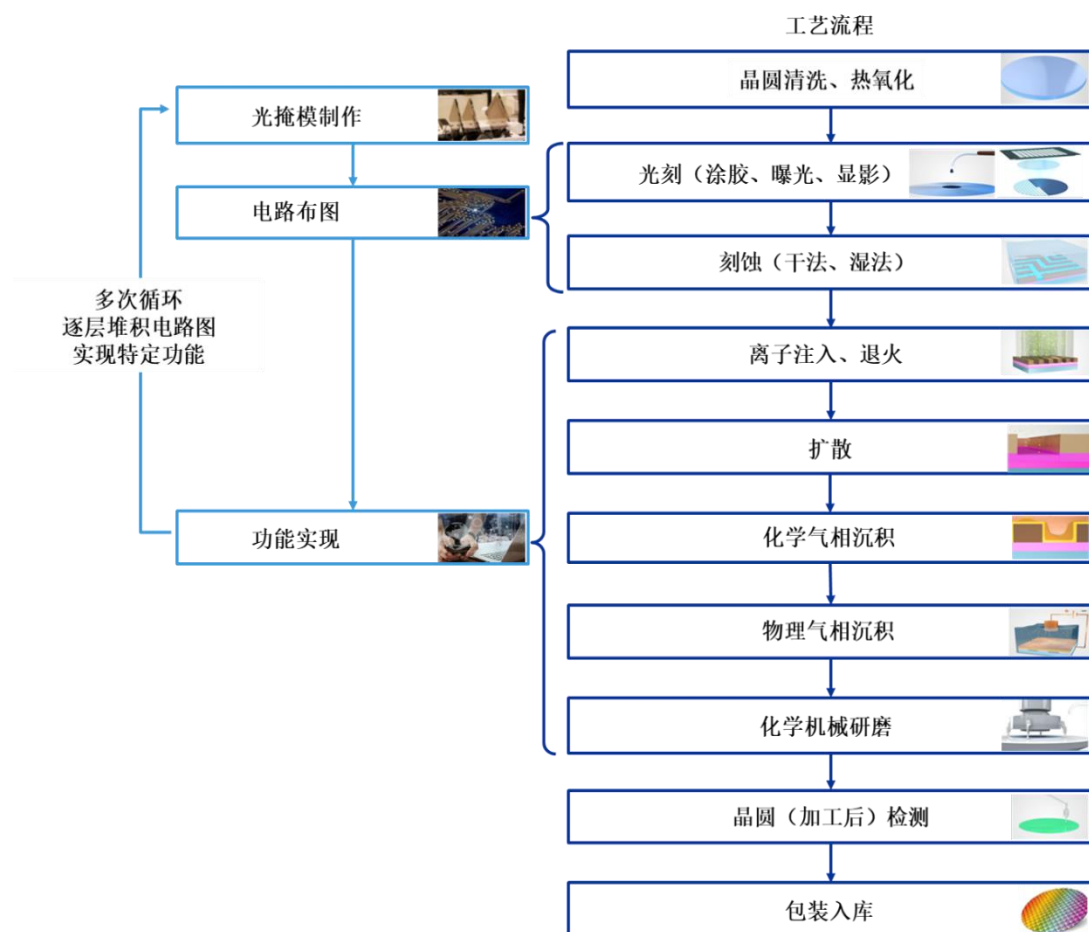 工艺流程
晶圆清洗、热氧化
光掩模制作
光刻（涂胶、曝光、显影）
电路布图
刻蚀（干法、湿法）
多次循环
逐层堆积电路图
实现特定功能
离子注入、退火
扩散
功能实现
化学气相沉积
物理气相沉积
化学机械研磨
晶圆（加工后）检测
包装入库